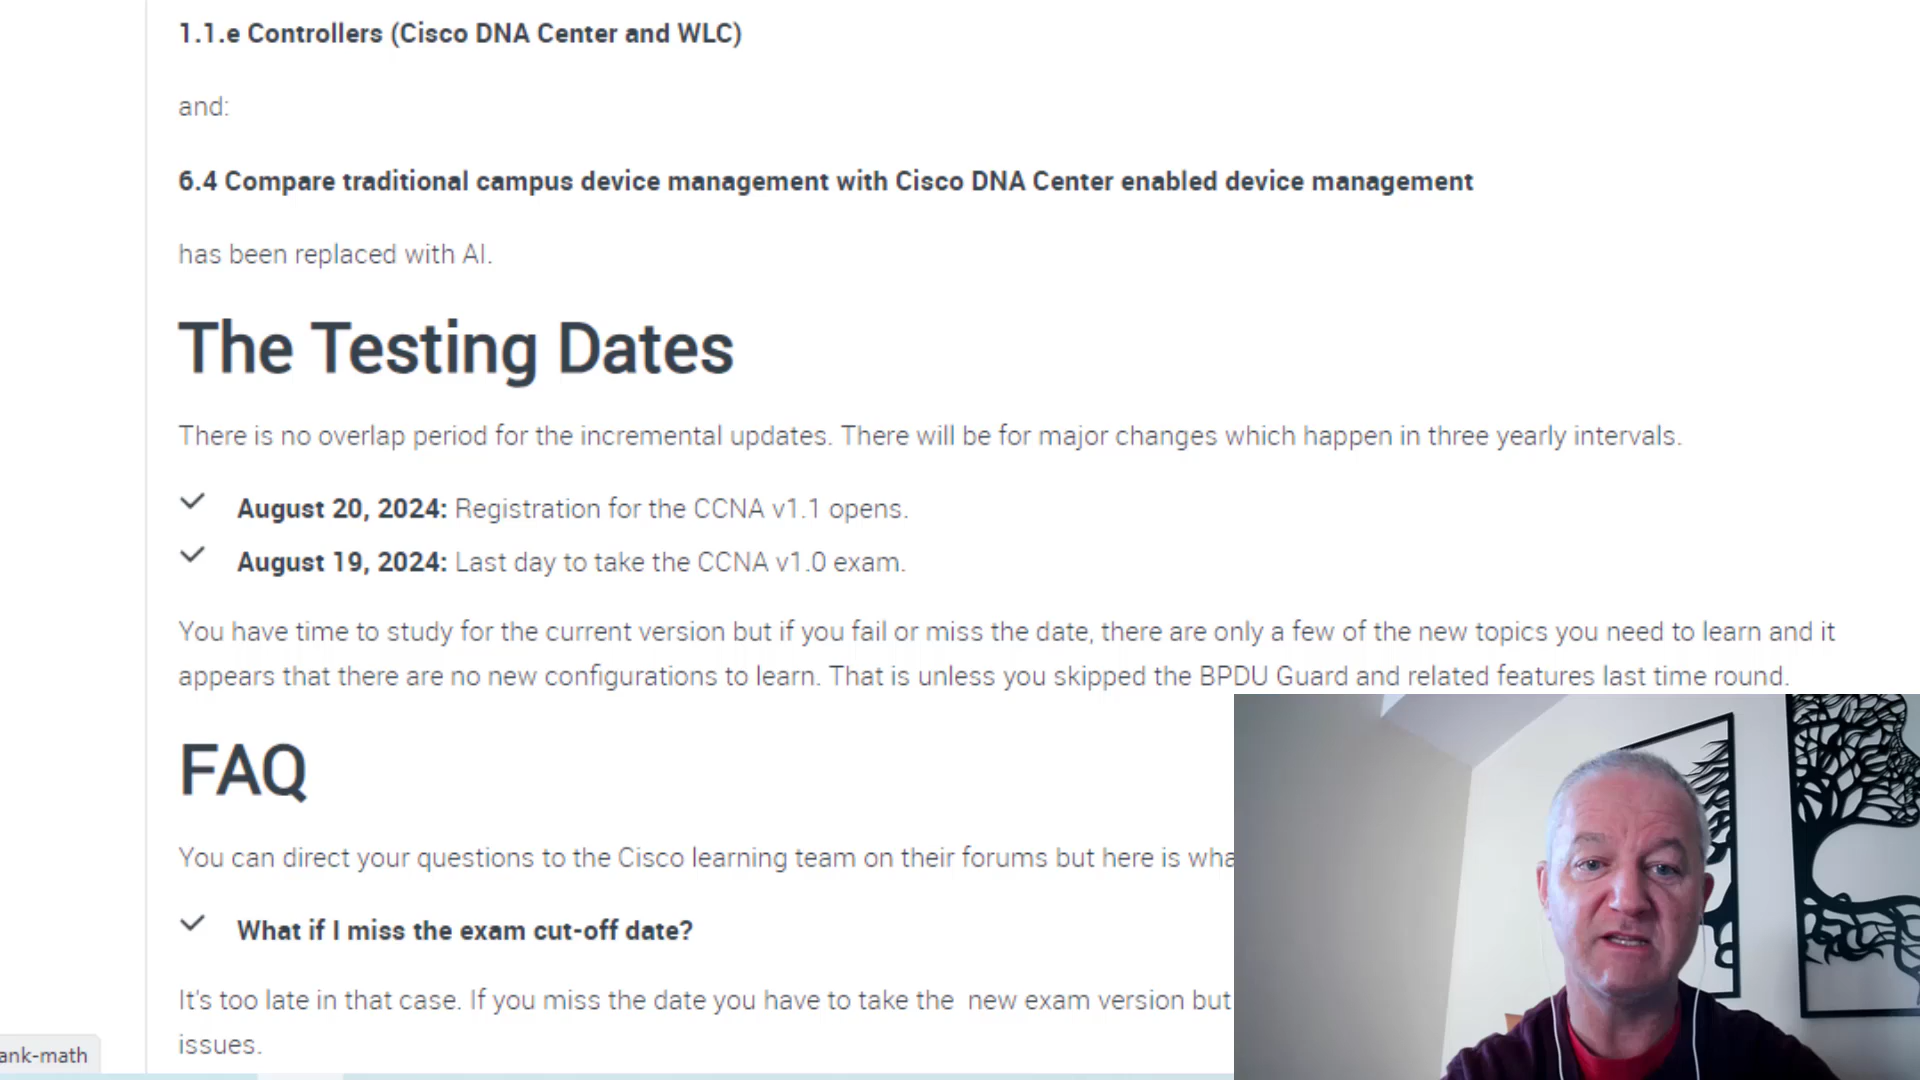 1.1.e Controllers (Cisco DNA Center and WLC)
and:
6.4 Compare traditional campus device management with Cisco DNA Center enabled device management
has been replaced with AI.
The Testing Dates
There is no overlap period for the incremental updates. There will be for major changes which happen in three yearly intervals.
August 20, 2024: Registration for the CCNA v1.1 opens.
August 19, 2024: Last day to take the CCNA v1.0 exam.
You have time to study for the current version but if you fail or miss the date, there are only a few of the new topics you need to learn and it
appears that there are no new configurations to learn. That is unless you skipped the BPDU Guard and related features last time round.
FAQ
You can direct your questions to the Cisco learning team on their forums but here is
What if I miss the exam cut-off date?
It's too late in that case. If you miss the date you have to take the  new exam version but
issues.
ank-math